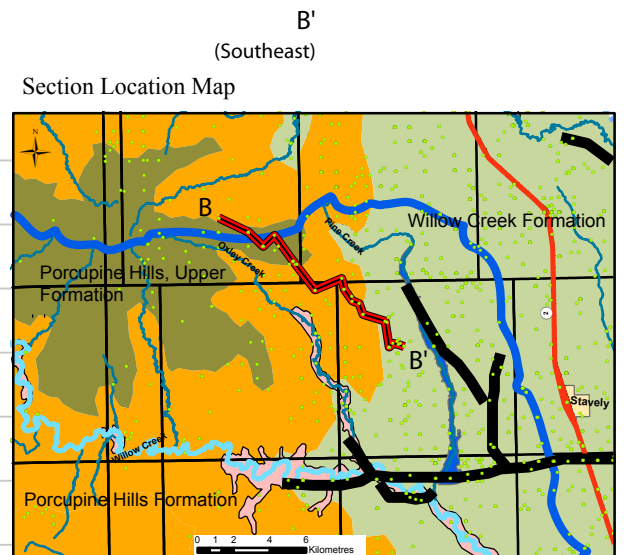 B'
(Southeast)
Section Location Map
N
B
Pine Creek
Willow Creek Formation
Oxley Creek
Porcupine Hills, Upper
Formation
2
B'
Stavely
Willow Creek
Porcupine Hills Formation
0 1 2 4 6
Kilometres